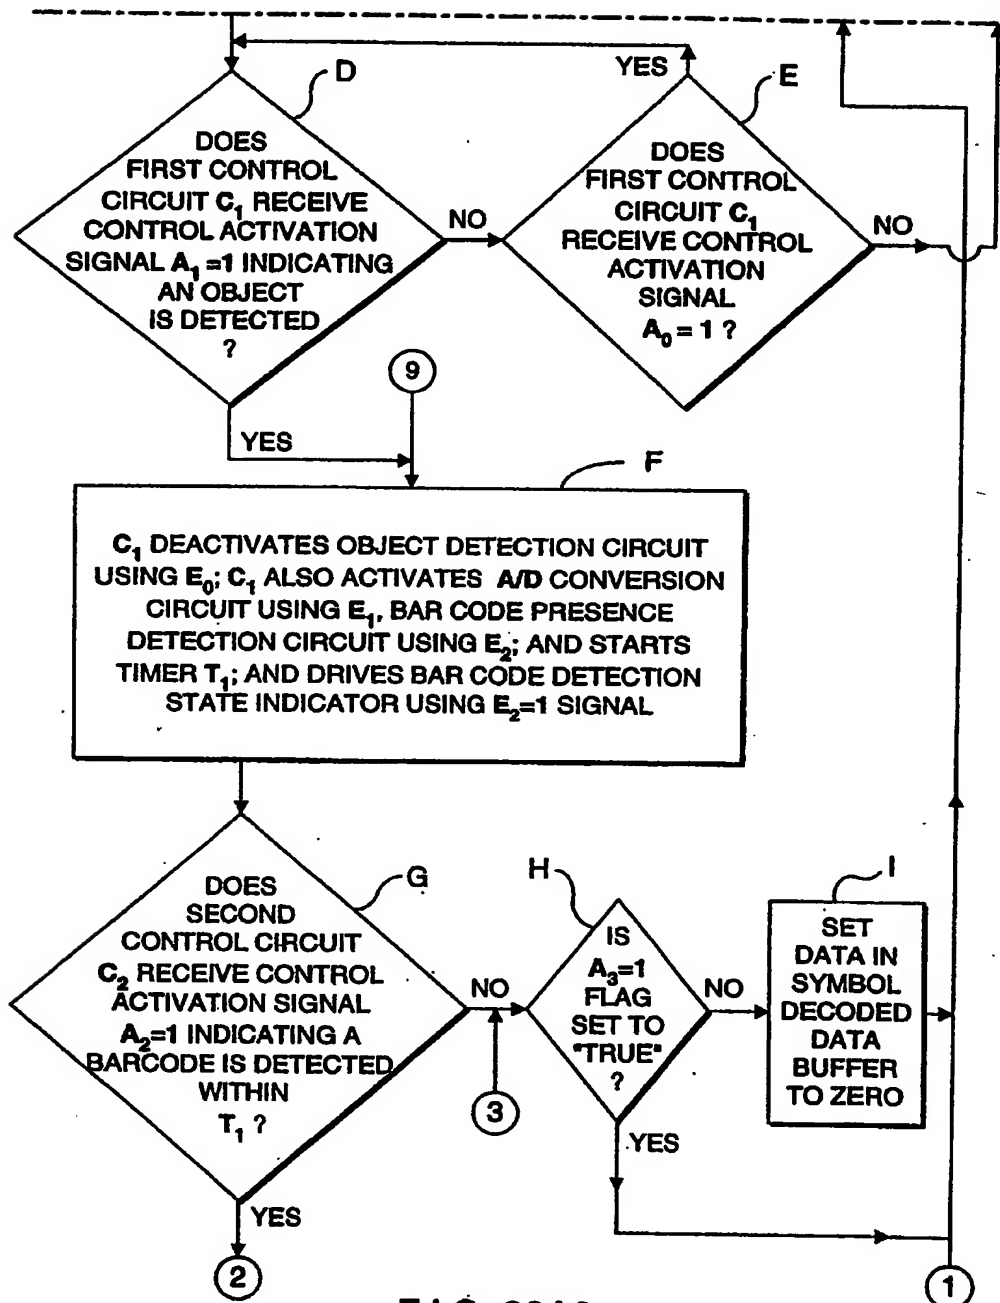 D
DOES
FIRST CONTROL
CIRCUIT C₁ RECEIVE
CONTROL ACTIVATION
SIGNAL A₁ =1 INDICATING
AN OBJECT
IS DETECTED
?
NO
YES
YES
E
DOES
FIRST CONTROL
CIRCUIT C₁
RECEIVE CONTROL
ACTIVATION
SIGNAL
A₀ = 1 ?
NO
9
F
C₁ DEACTIVATES OBJECT DETECTION CIRCUIT
USING E₀; C₁ ALSO ACTIVATES A/D CONVERSION
CIRCUIT USING E₁, BAR CODE PRESENCE
DETECTION CIRCUIT USING E₂; AND STARTS
TIMER T₁; AND DRIVES BAR CODE DETECTION
STATE INDICATOR USING E₂=1 SIGNAL
G
DOES
SECOND
CONTROL CIRCUIT
C₂ RECEIVE CONTROL
ACTIVATION SIGNAL
A₂=1 INDICATING A
BARCODE IS DETECTED
WITHIN
T₁ ?
NO
YES
2
3
H
IS
A₃=1
FLAG
SET TO
"TRUE"
?
NO
YES
I
SET
DATA IN
SYMBOL
DECODED
DATA
BUFFER
TO ZERO
1